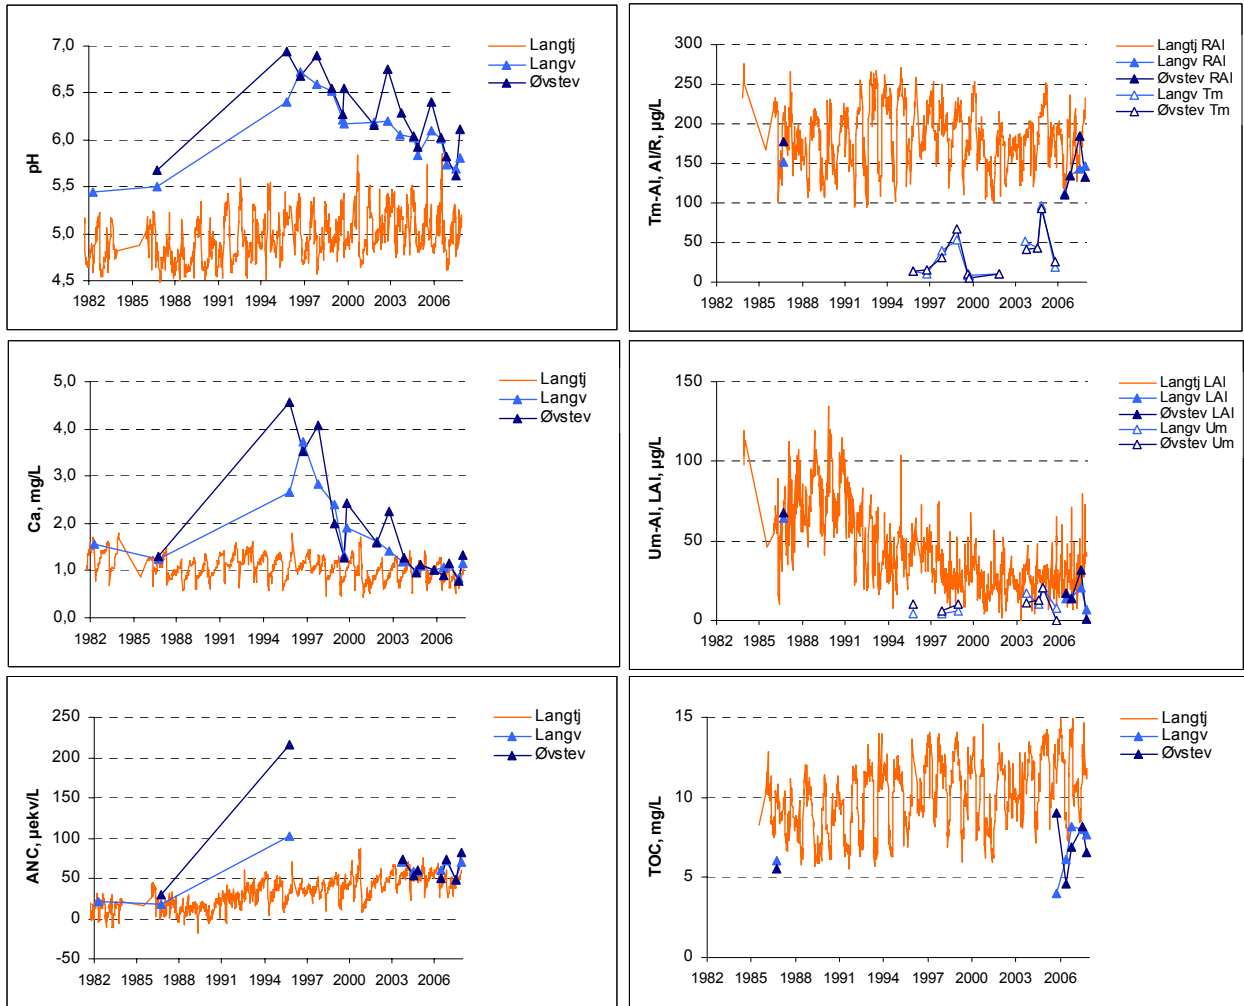 7,0
6,5
6,0
5,5
5,0
4,5
pH
1982 1985 1988 1991 1994 1997 2000 2003 2006
Langtj
Langv
Øvstev
300
250
200
150
100
50
0
Tm-Al, Al/R, µg/L
1982 1985 1988 1991 1994 1997 2000 2003 2006
Langtj RAl
Langv RAl
Øvstev RAl
Langv Tm
Øvstev Tm
5,0
4,0
3,0
2,0
1,0
0,0
Ca, mg/L
1982 1985 1988 1991 1994 1997 2000 2003 2006
Langtj
Langv
Øvstev
150
100
50
0
Um-Al, LAl, µg/L
1982 1985 1988 1991 1994 1997 2000 2003 2006
Langtj LAl
Langv LAl
Øvstev LAl
Langv Um
Øvstev Um
250
200
150
100
50
0
-50
ANC, µekv/L
1982 1985 1988 1991 1994 1997 2000 2003 2006
Langtj
Langv
Øvstev
15
10
5
0
TOC, mg/L
1982 1985 1988 1991 1994 1997 2000 2003 2006
Langtj
Langv
Øvstev